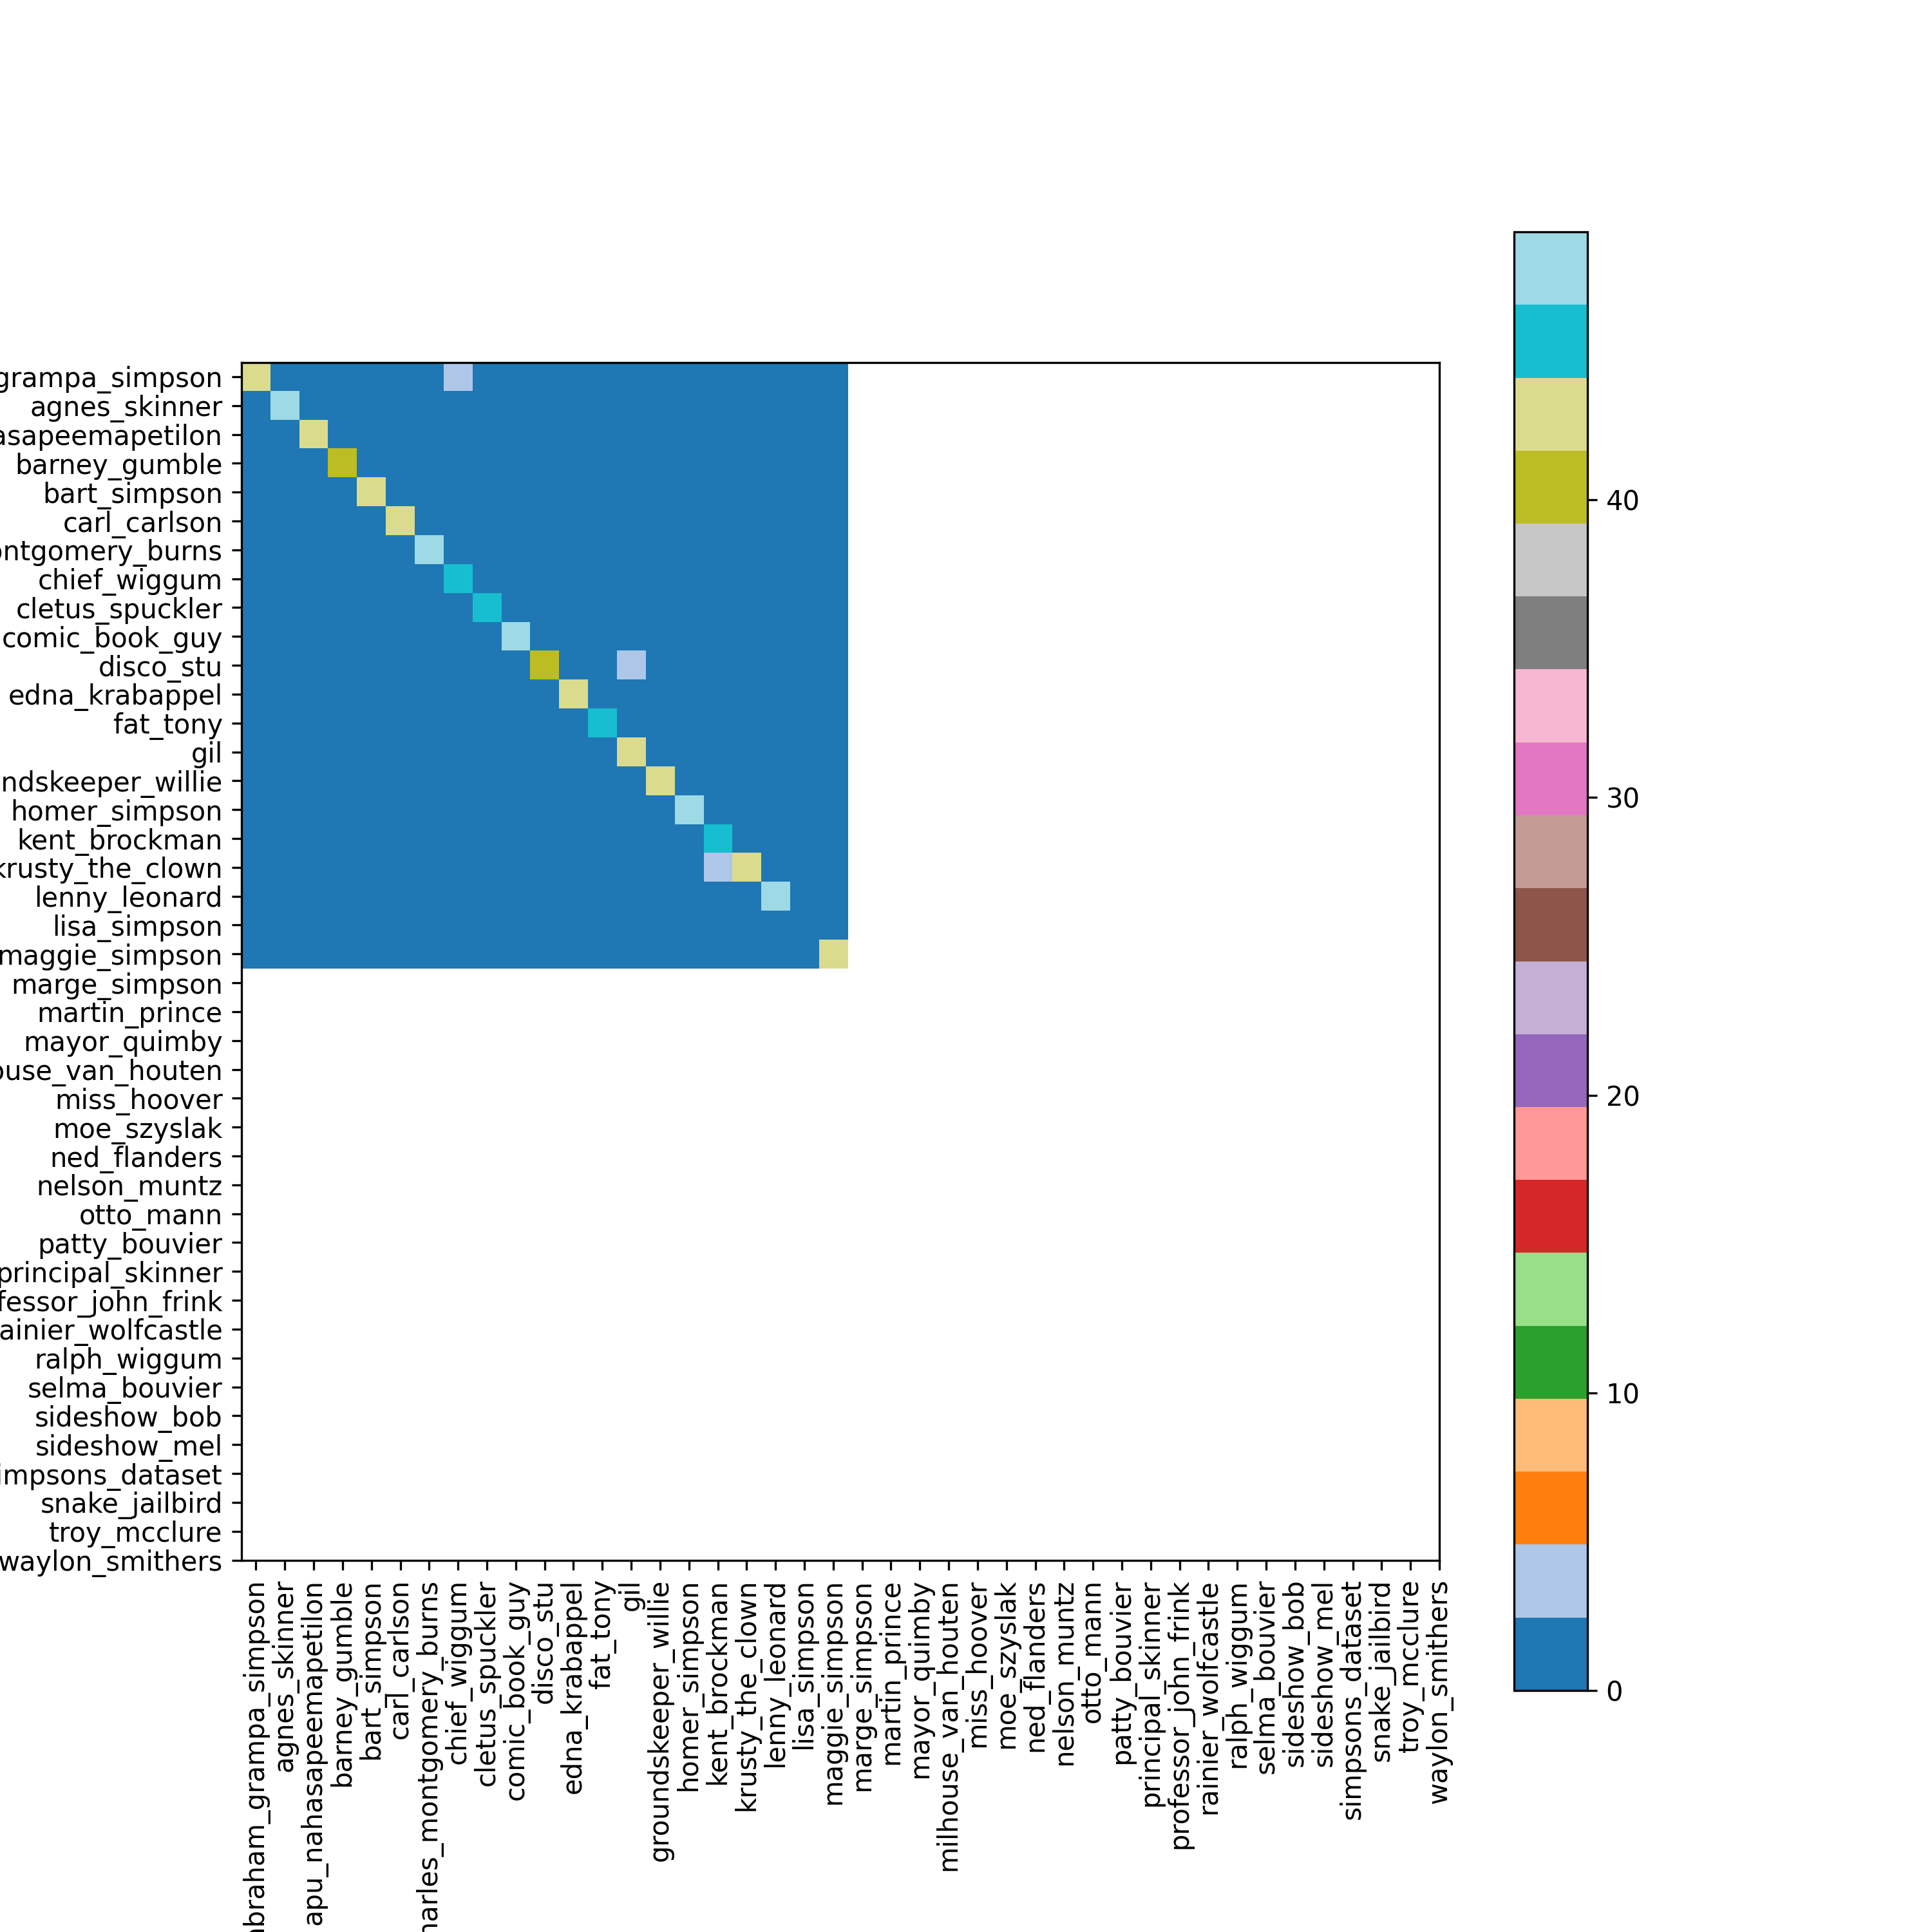 grampa_simpson
agnes_skinner
asapeemapetilon
barney_gumble
bart_simpson
carl_carlson
ontgomery_burns
chief_wiggum
cletus_spuckler
comic_book_guy
disco_stu
edna_krabappel
fat_tony
gil
ndskeeper_willie
homer_simpson
kent_brockman
krusty_the_clown
lenny_leonard
lisa_simpson
maggie_simpson
marge_simpson
martin_prince
mayor_quimby
ouse_van_houten
miss_hoover
moe_szyslak
ned_flanders
nelson_muntz
otto_mann
patty_bouvier
principal_skinner
fessor_john_frink
ainier_wolfcastle
ralph_wiggum
selma_bouvier
sideshow_bob
sideshow_mel
impsons_dataset
snake_jailbird
troy_mcclure
waylon_smithers
abraham_grampa_simpson
agnes_skinner
apu_nahasapeemapetilon
barney_gumble
bart_simpson
carl_carlson
harles_montgomery_burns
chief_wiggum
cletus_spuckler
comic_book_guy
disco_stu
edna_krabappel
fat_tony
gil
groundskeeper_willie
homer_simpson
kent_brockman
krusty_the_clown
lenny_leonard
lisa_simpson
maggie_simpson
marge_simpson
martin_prince
mayor_quimby
milhouse_van_houten
miss_hoover
moe_szyslak
ned_flanders
nelson_muntz
otto_mann
patty_bouvier
principal_skinner
professor_john_frink
rainier_wolfcastle
ralph_wiggum
selma_bouvier
sideshow_bob
sideshow_mel
simpsons_dataset
snake_jailbird
troy_mcclure
waylon_smithers
40
30
20
10
0